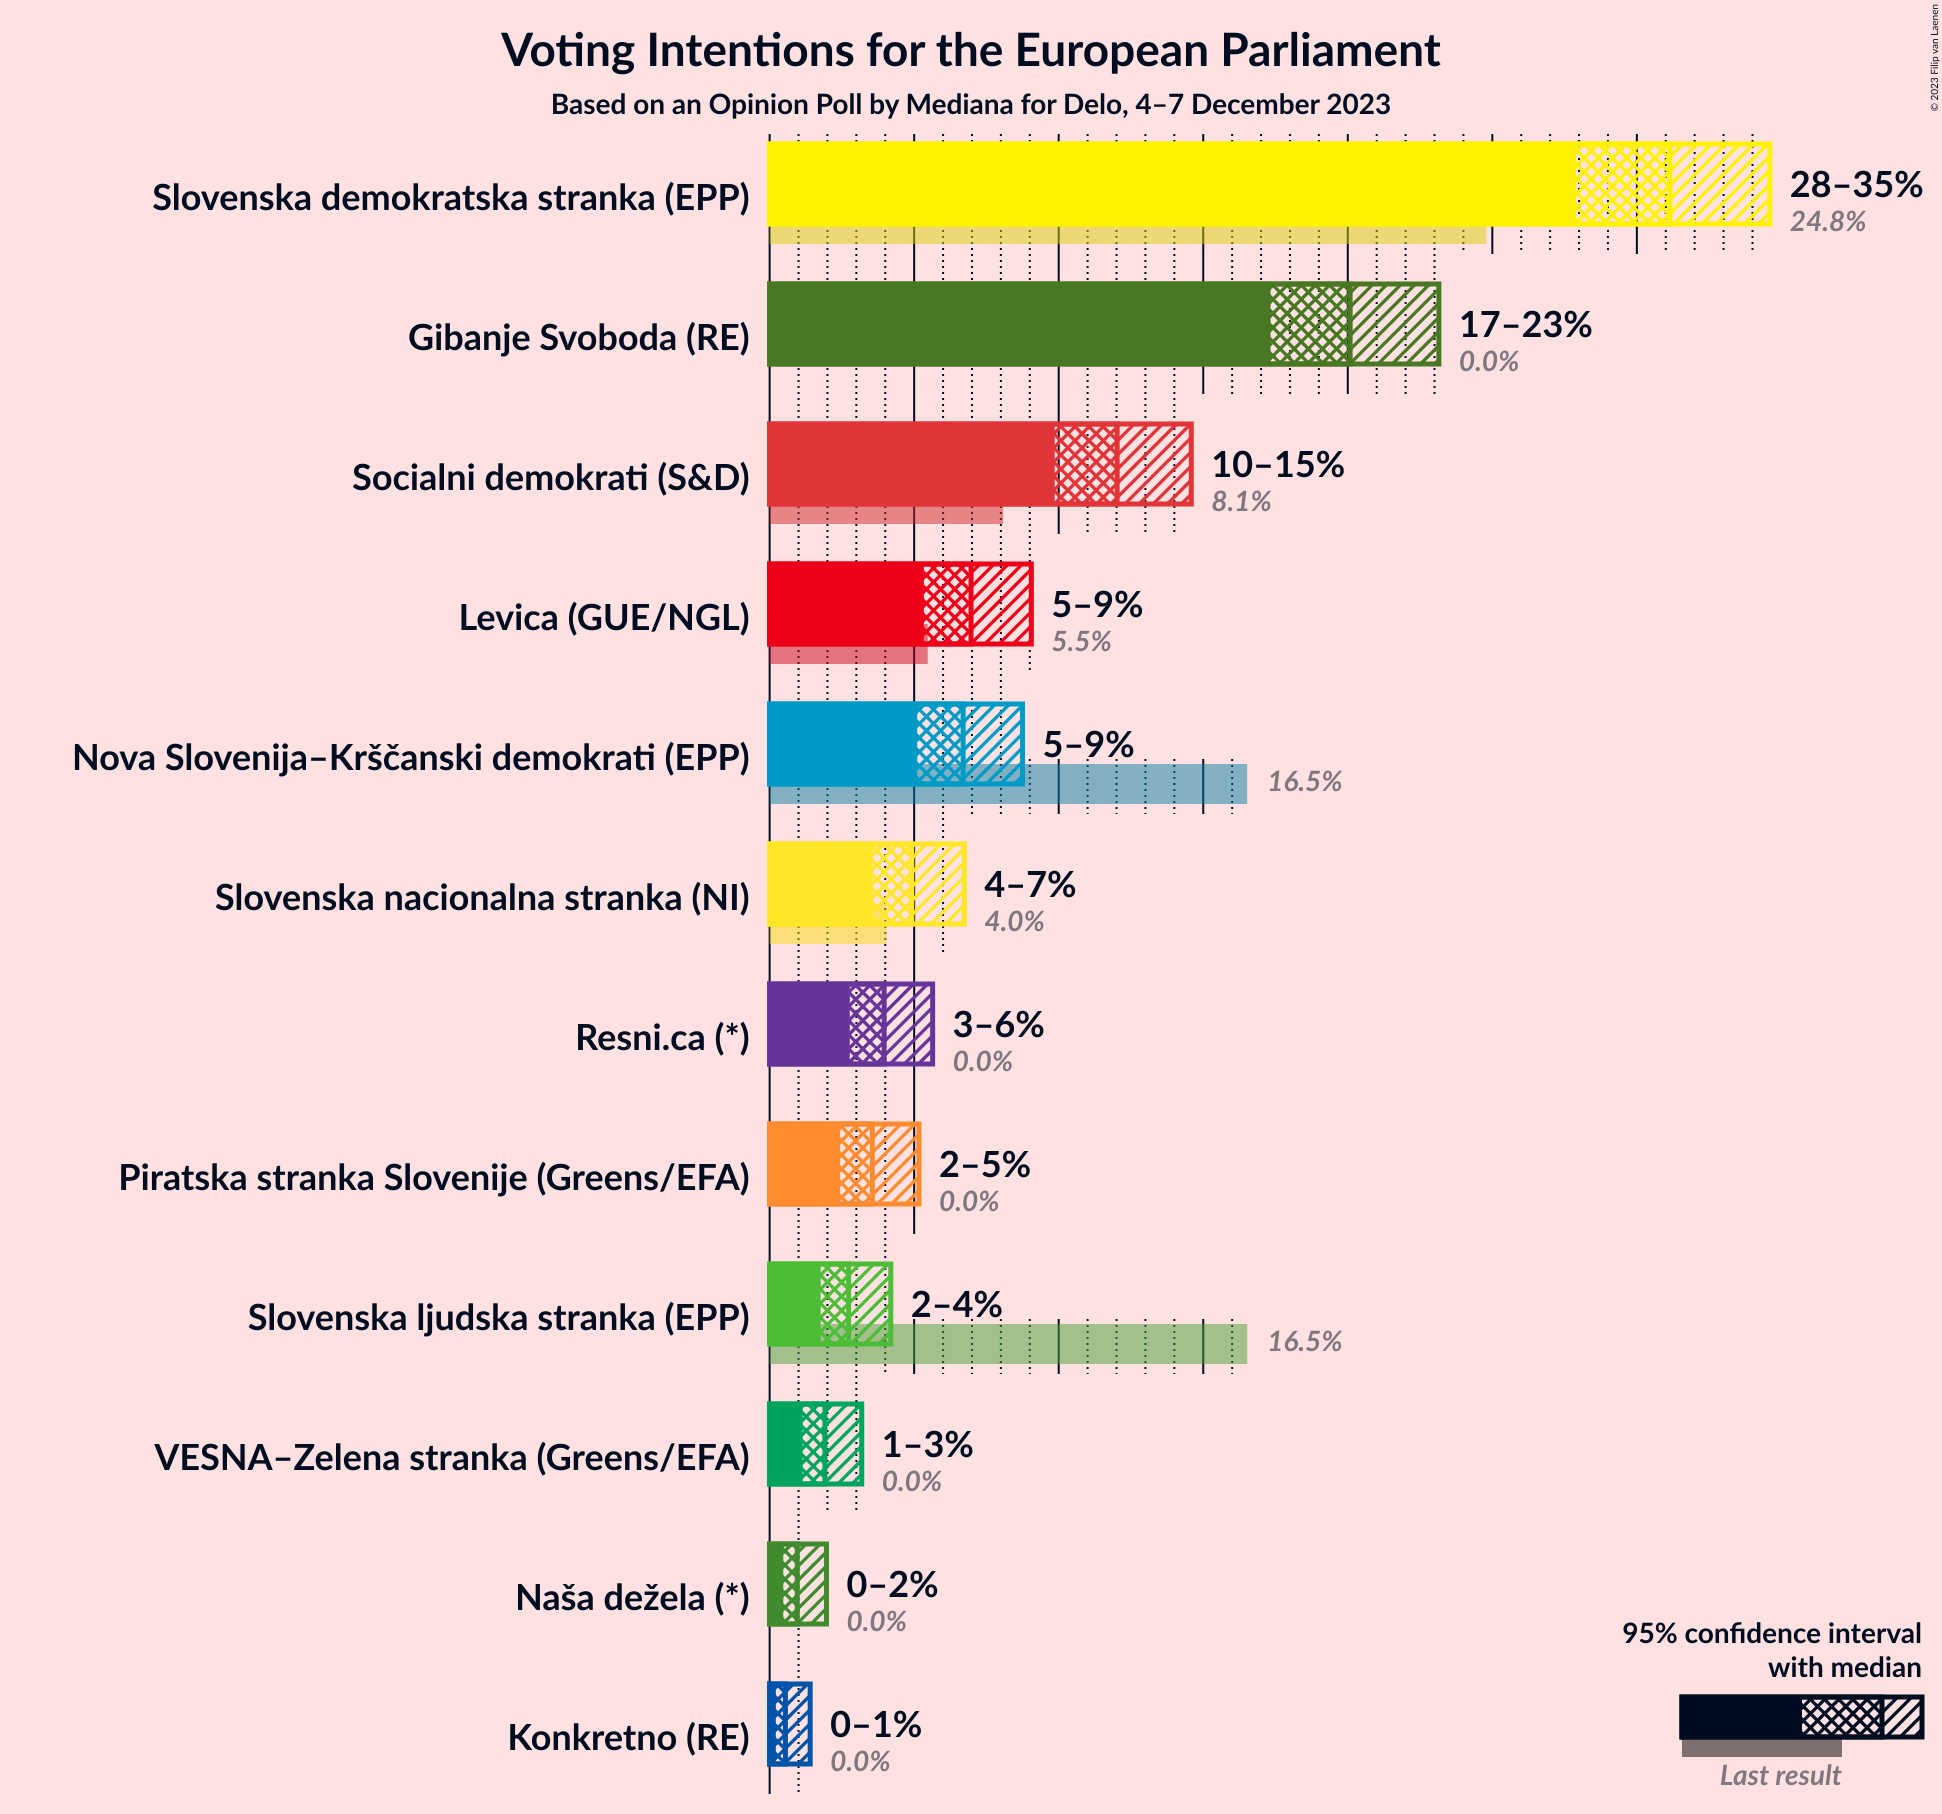 Voting Intentions for the European Parliament
Based on an Opinion Poll by Mediana for Delo, 4–7 December 2023
© 2023 Filip van Laenen
Slovenska demokratska stranka (EPP)
28–35%
24.8%
Gibanje Svoboda (RE)
17–23%
0.0%
Socialni demokrati (S&D)
10–15%
8.1%
Levica (GUE/NGL)
5–9%
5.5%
Nova Slovenija–Krščanski demokrati (EPP)
5–9%
16.5%
Slovenska nacionalna stranka (NI)
4–7%
4.0%
Resni.ca (*)
3–6%
0.0%
Piratska stranka Slovenije (Greens/EFA)
2–5%
0.0%
Slovenska ljudska stranka (EPP)
2–4%
16.5%
VESNA–Zelena stranka (Greens/EFA)
1–3%
0.0%
Naša dežela (*)
0–2%
0.0%
Konkretno (RE)
0–1%
0.0%
95% confidence interval
with median
Last result